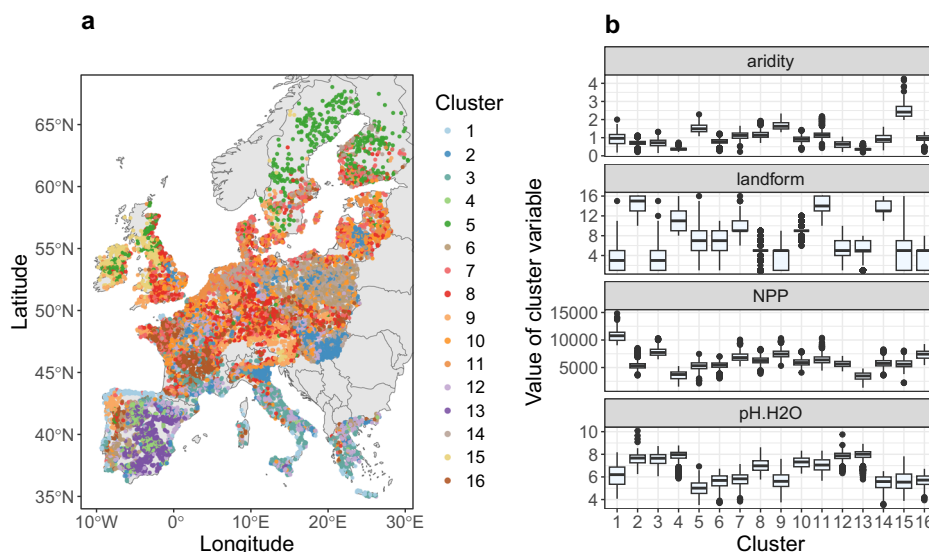 a
65°N
60°N
55°N
50°N
45°N
40°N
35°N
10°W 0° 10°E 20°E 30°E
Longitude
Latitude
Cluster
1
2
3
4
5
6
7
8
9
10
11
12
13
14
15
16
b
Value of cluster variable
aridity
4
3
2
1
0
landform
16
12
8
4
NPP
15000
10000
5000
pH.H2O
10
8
6
4
1 2 3 4 5 6 7 8 9 10 11 12 13 14 15 16
Cluster